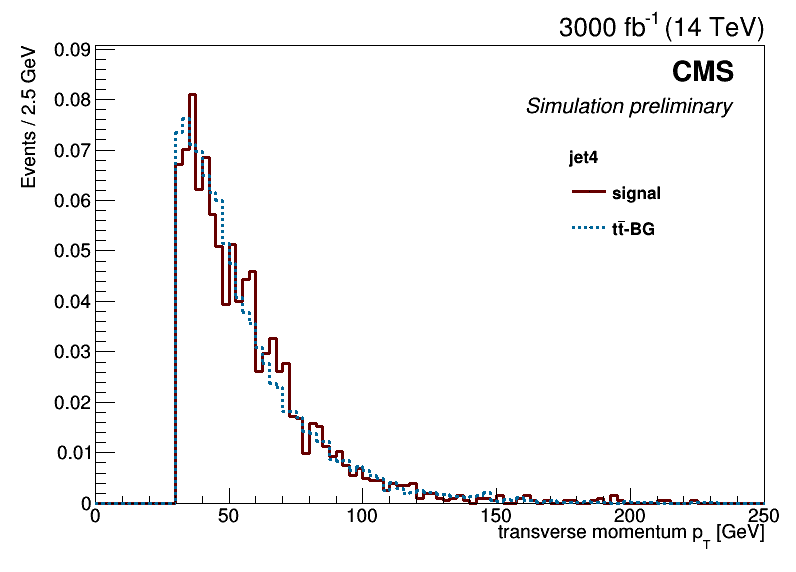 3000 fb⁻¹ (14 TeV)
CMS
Simulation preliminary
jet4
signal
tt̄-BG
Events / 2.5 GeV
0.09
0.08
0.07
0.06
0.05
0.04
0.03
0.02
0.01
0
0 50 100 150 200 250
transverse momentum p_T [GeV]